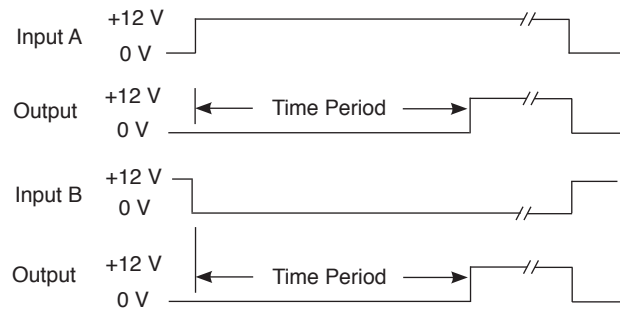 +12 V
Input A
0 V
+12 V
Output
Time Period
0 V
+12 V
Input B
0 V
+12 V
Output
Time Period
0 V